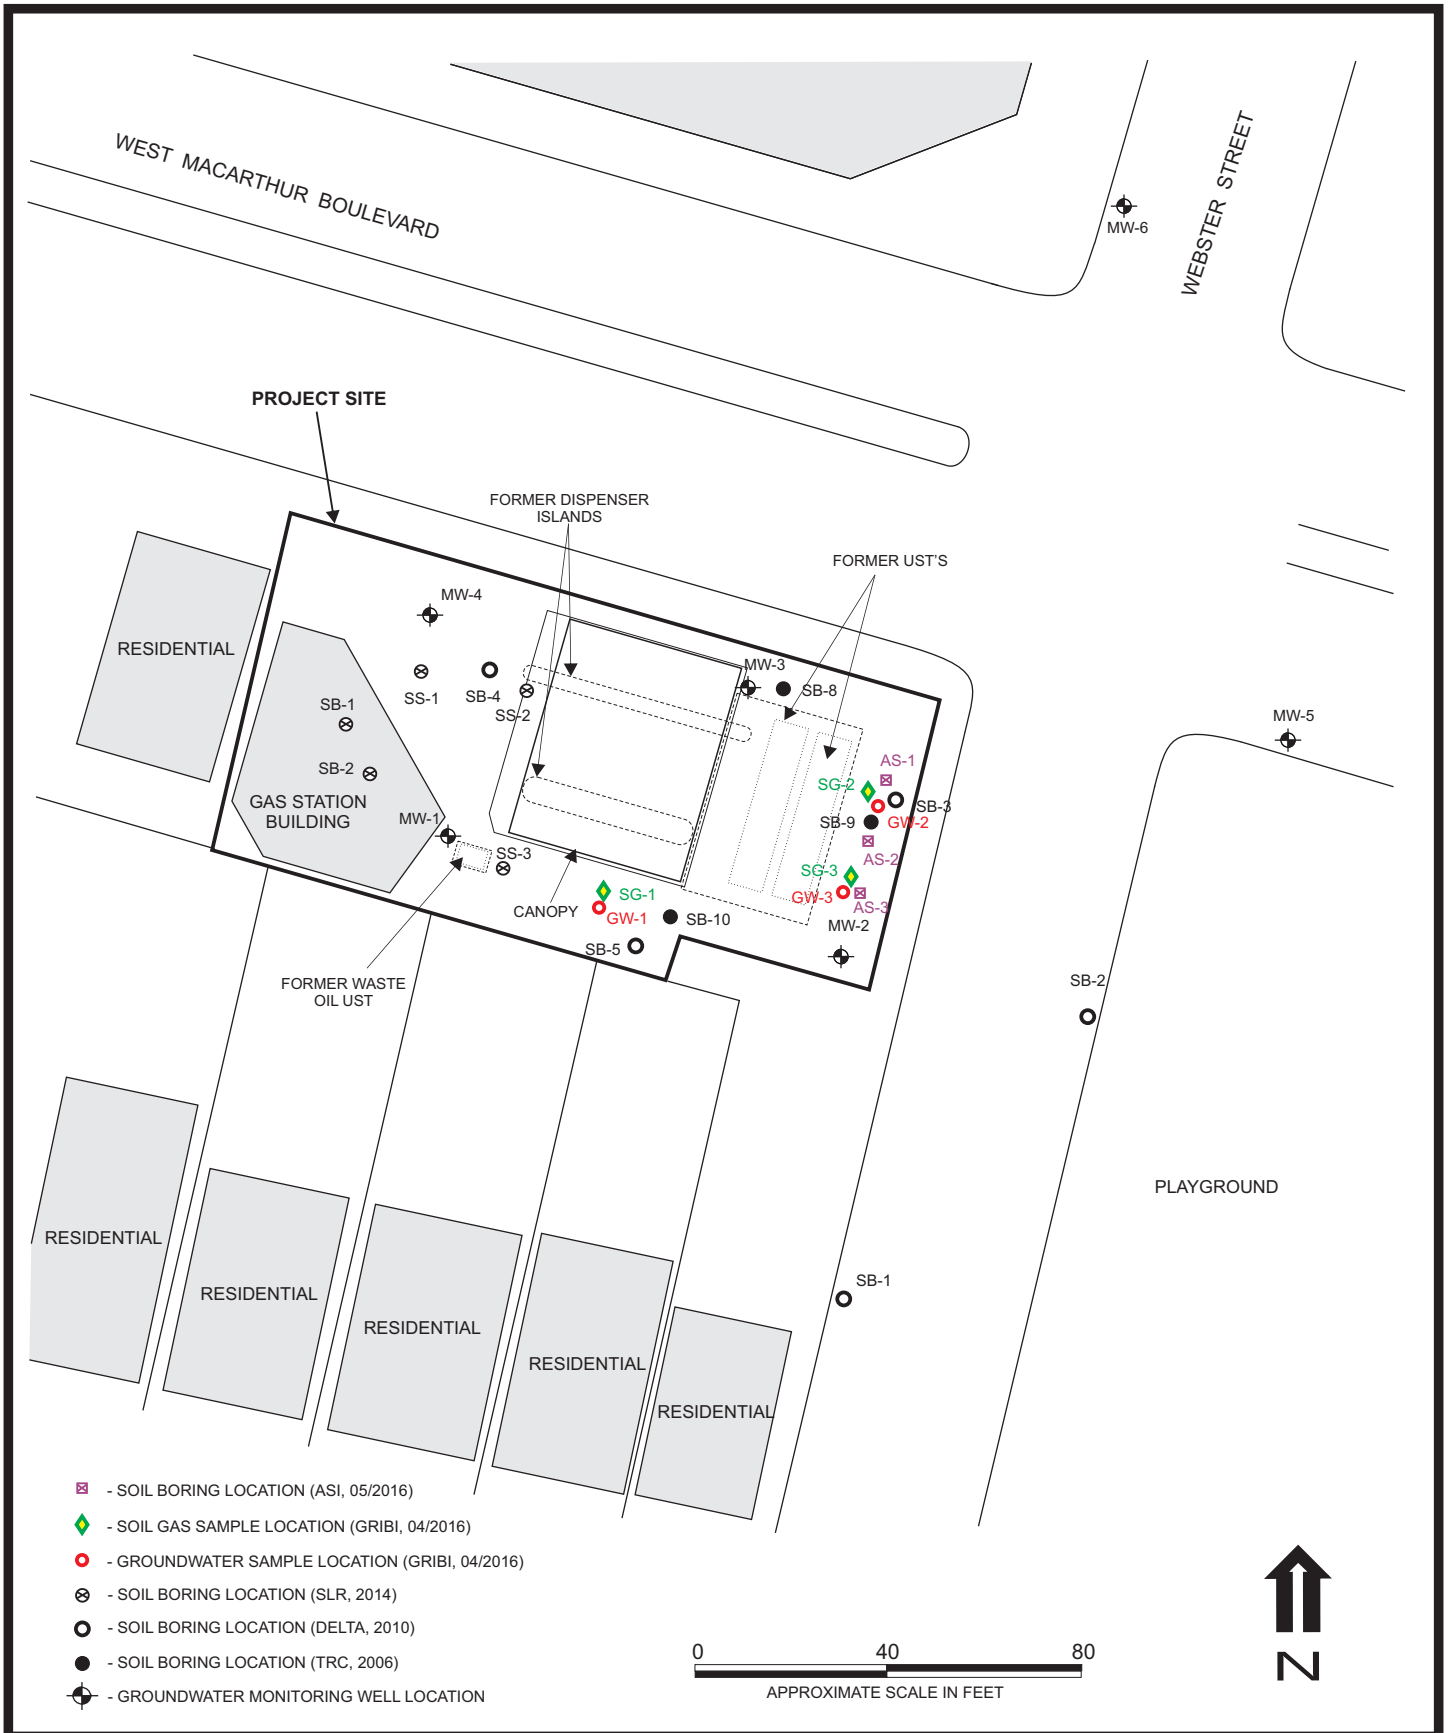 WEST MACARTHUR BOULEVARD
WEBSTER STREET
MW-6
PROJECT SITE
FORMER DISPENSER
ISLANDS
FORMER UST'S
RESIDENTIAL
MW-4
MW-3
SB-8
SS-1
SB-4
SS-2
SB-1
SB-2
GAS STATION
BUILDING
MW-1
SS-3
MW-5
AS-1
SG-2
SB-3
SB-9
GW-2
AS-2
SG-3
GW-3
AS-3
MW-2
SG-1
GW-1
CANOPY
SB-10
SB-5
FORMER WASTE
OIL UST
SB-2
PLAYGROUND
SB-1
RESIDENTIAL
RESIDENTIAL
RESIDENTIAL
RESIDENTIAL
RESIDENTIAL
- SOIL BORING LOCATION (ASI, 05/2016)
- SOIL GAS SAMPLE LOCATION (GRIBI, 04/2016)
- GROUNDWATER SAMPLE LOCATION (GRIBI, 04/2016)
- SOIL BORING LOCATION (SLR, 2014)
- SOIL BORING LOCATION (DELTA, 2010)
- SOIL BORING LOCATION (TRC, 2006)
- GROUNDWATER MONITORING WELL LOCATION
0 40 80
APPROXIMATE SCALE IN FEET
N